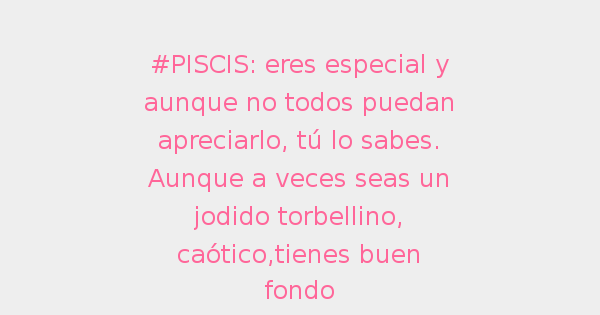 #PISCIS: eres especial y
aunque no todos puedan
apreciarlo, tú lo sabes.
Aunque a veces seas un
jodido torbellino,
caótico,tienes buen
fondo